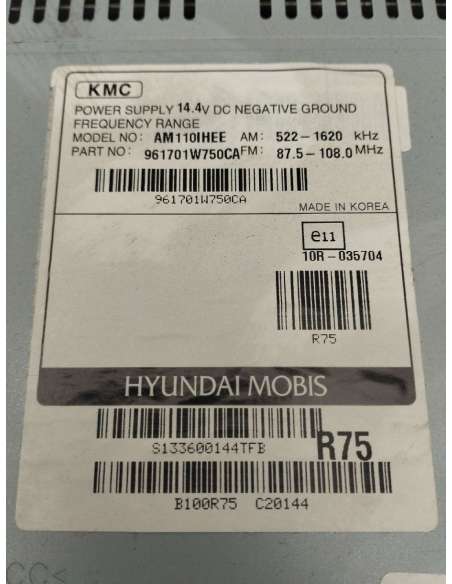 KMC
POWER SUPPLY 14.4V DC NEGATIVE GROUND
FREQUENCY RANGE
MODEL NO: AM110IHEE AM: 522-1620 kHz
PART NO: 961701W750CA FM: 87.5-108.0 MHz
961701W750CA
MADE IN KOREA
e11
10R-035704
R75
HYUNDAI MOBIS
S133600144TFB
R75
B100R75 C20144
CC<